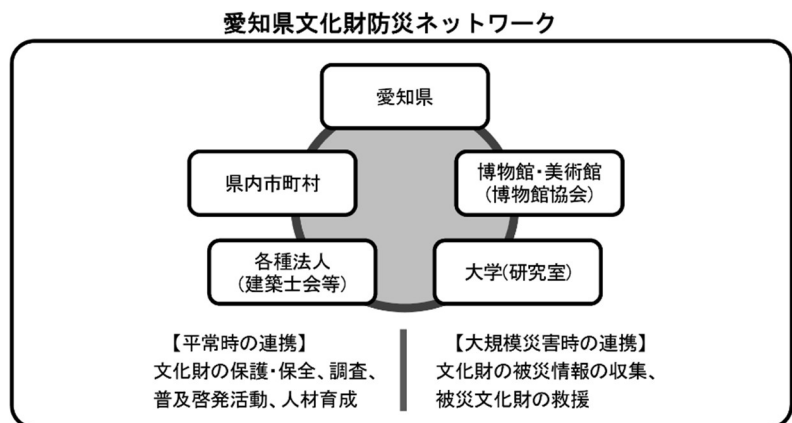 愛知県文化財防災ネットワーク
愛知県
県内市町村
博物館・美術館
(博物館協会)
各種法人
(建築士会等)
大学(研究室)
【平常時の連携】
文化財の保護・保全、調査、
普及啓発活動、人材育成
【大規模災害時の連携】
文化財の被災情報の収集、
被災文化財の救援